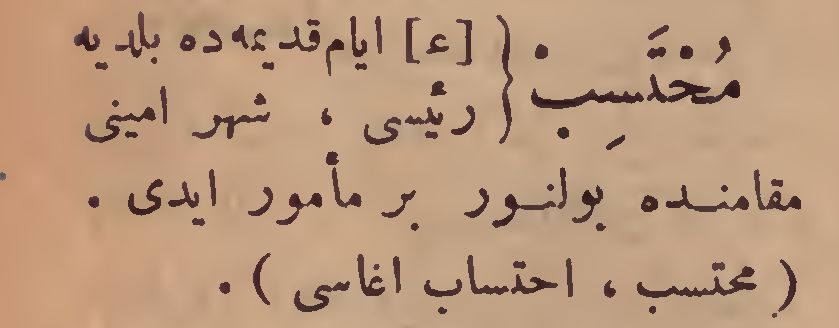 مُحْتَسِبْ { [ع] ایام قدیمه ده بلدیه
رئیسی ، شهر امینی
مقامنده بولنور بر مأمور ایدی .
( محتسب ، احتساب اغاسی ) .